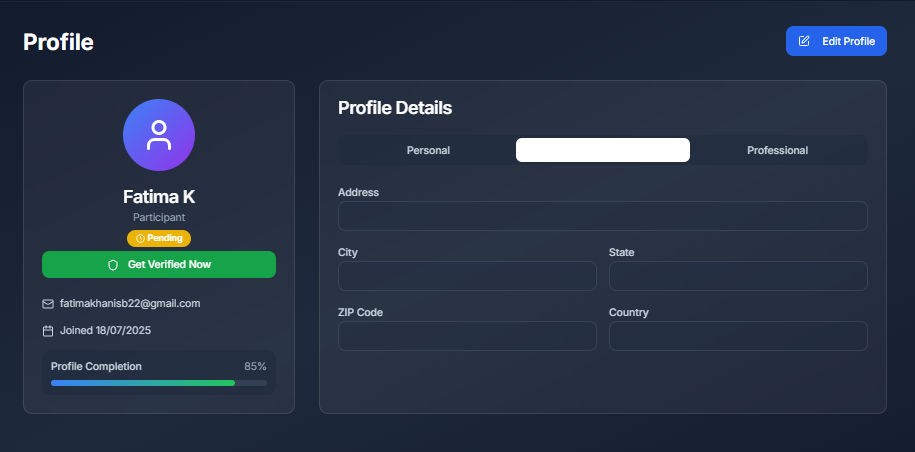 Profile
Edit Profile
Fatima K
Participant
Pending
Get Verified Now
fatimakhanisb22@gmail.com
Joined 18/07/2025
Profile Completion 85%
Profile Details
Personal Professional
Address
City State
ZIP Code Country